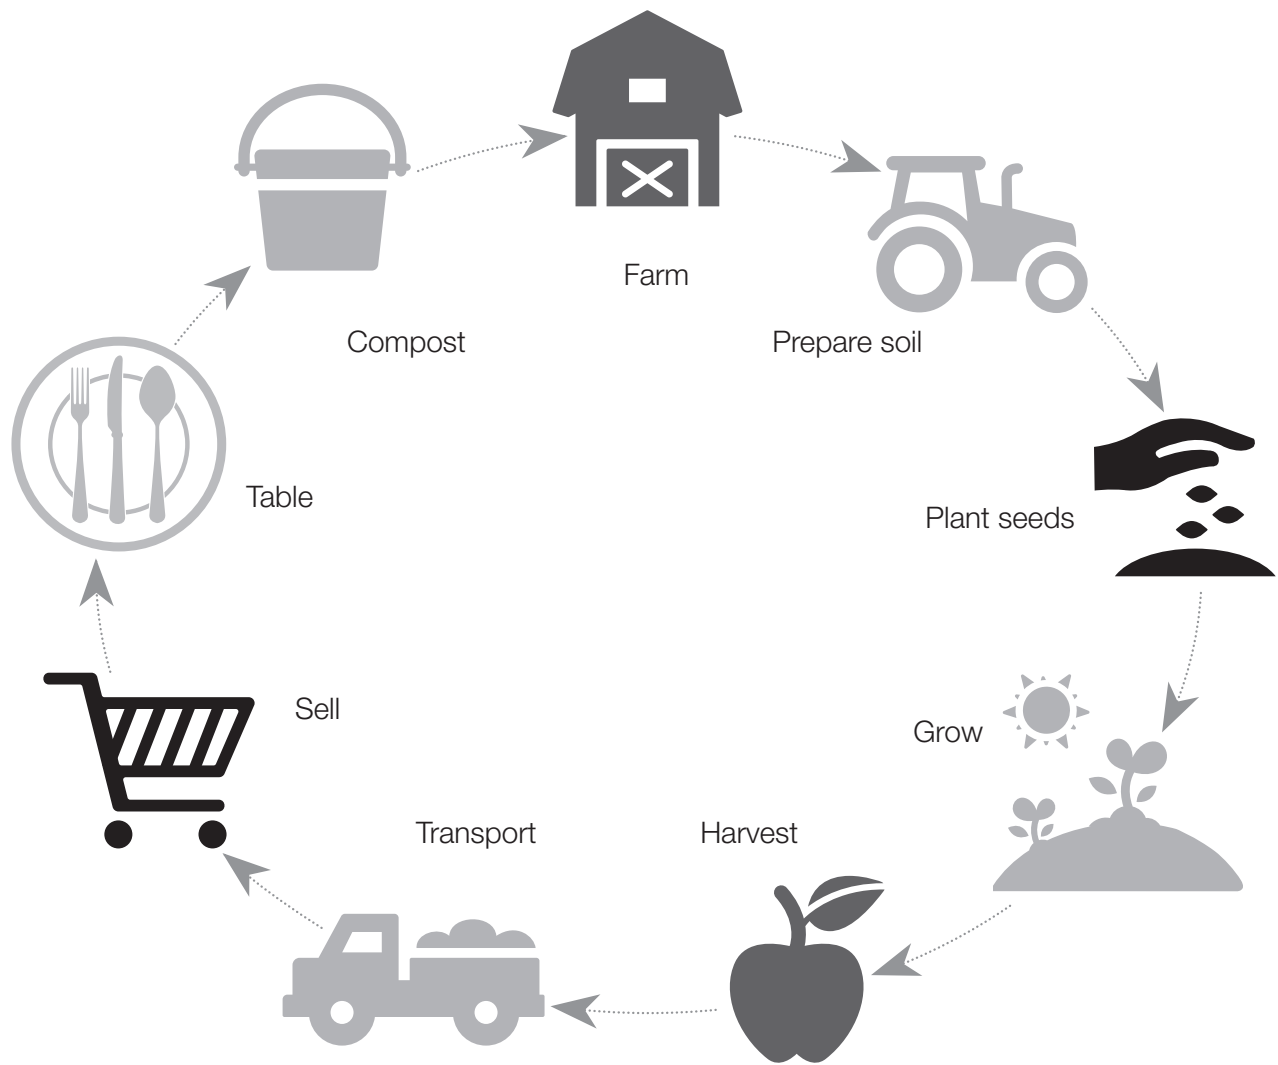 Farm
Prepare soil
Plant seeds
Grow
Harvest
Transport
Sell
Table
Compost